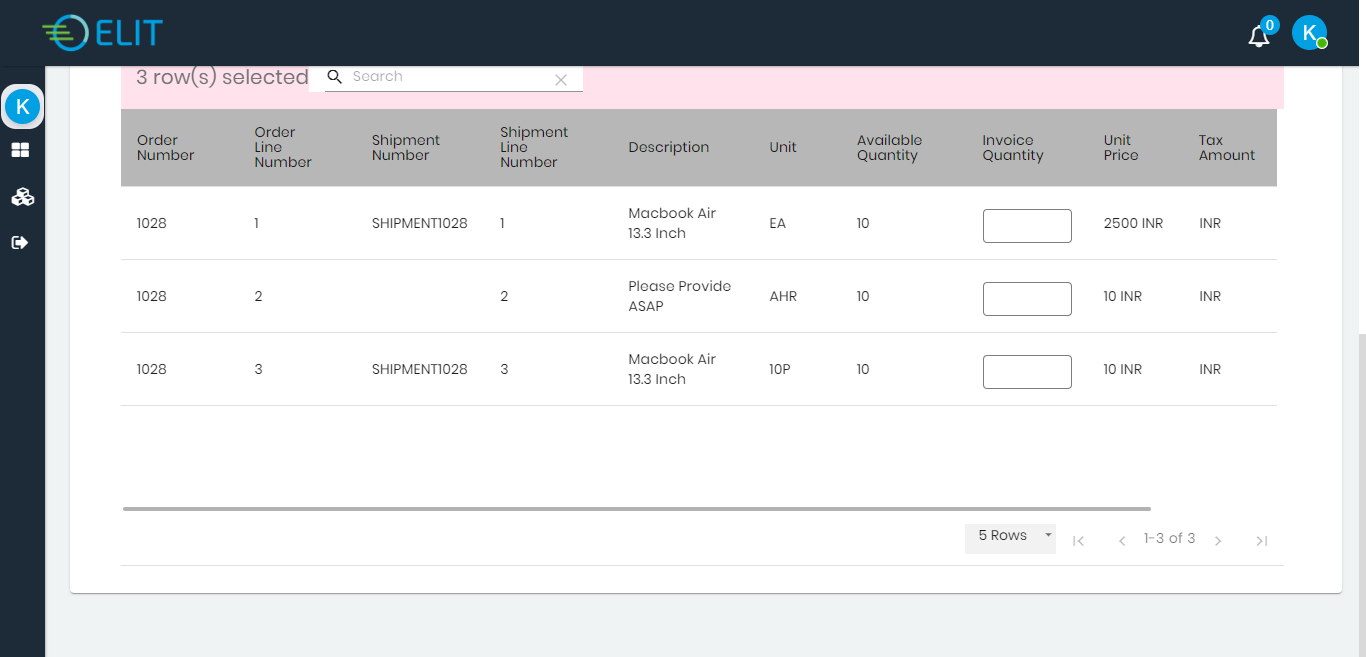 ELIT
0
K
3 row(s) selected
Search
K
Order Number
Order Line Number
Shipment Number
Shipment Line Number
Description
Unit
Available Quantity
Invoice Quantity
Unit Price
Tax Amount
1028 1 SHIPMENT1028 1 Macbook Air 13.3 Inch EA 10 2500 INR INR
1028 2 2 Please Provide ASAP AHR 10 10 INR INR
1028 3 SHIPMENT1028 3 Macbook Air 13.3 Inch 10P 10 10 INR INR
5 Rows
1-3 of 3